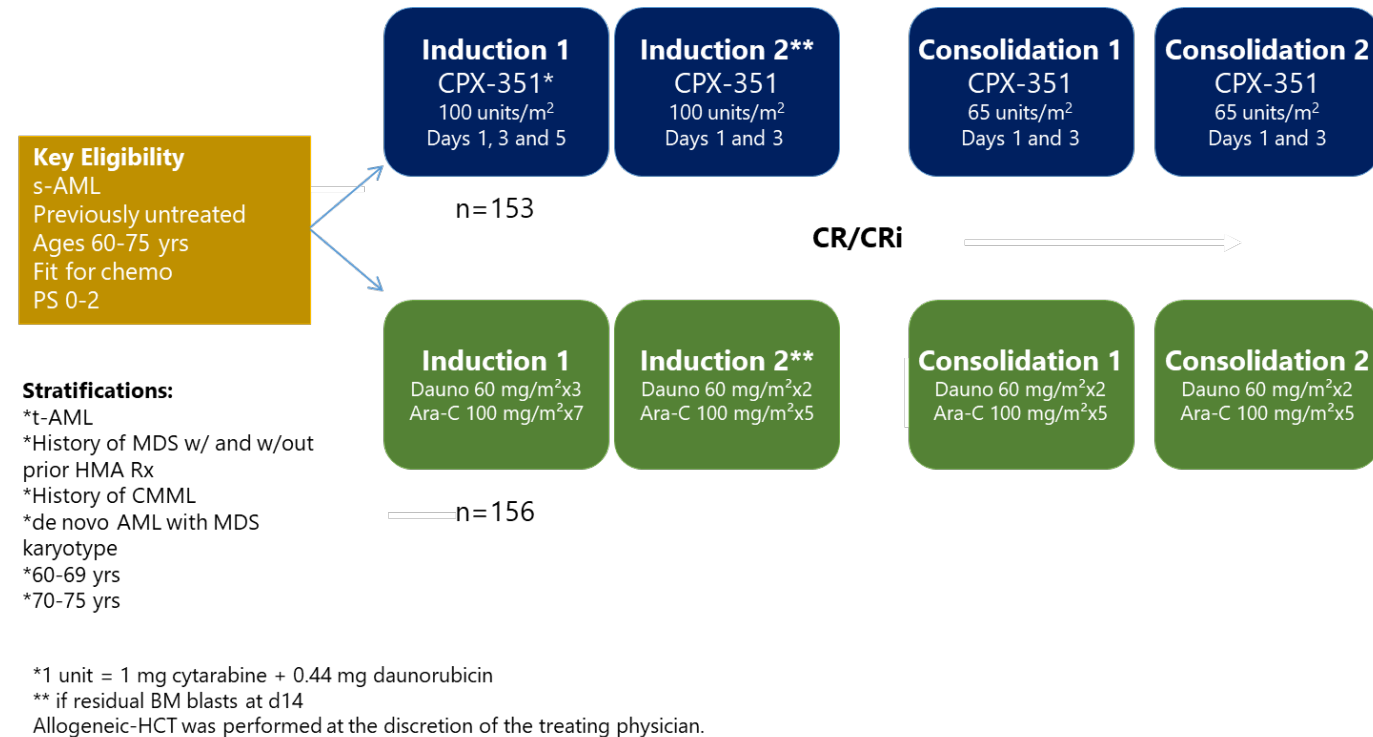 Induction 1
CPX-351*
100 units/m²
Days 1, 3 and 5
Induction 2**
CPX-351
100 units/m²
Days 1 and 3
Consolidation 1
CPX-351
65 units/m²
Days 1 and 3
Consolidation 2
CPX-351
65 units/m²
Days 1 and 3
Key Eligibility
s-AML
Previously untreated
Ages 60-75 yrs
Fit for chemo
PS 0-2
n=153
CR/CRi
Induction 1
Dauno 60 mg/m²x3
Ara-C 100 mg/m²x7
Induction 2**
Dauno 60 mg/m²x2
Ara-C 100 mg/m²x5
Consolidation 1
Dauno 60 mg/m²x2
Ara-C 100 mg/m²x5
Consolidation 2
Dauno 60 mg/m²x2
Ara-C 100 mg/m²x5
n=156
Stratifications:
*t-AML
*History of MDS w/ and w/out
prior HMA Rx
*History of CMML
*de novo AML with MDS
karyotype
*60-69 yrs
*70-75 yrs
*1 unit = 1 mg cytarabine + 0.44 mg daunorubicin
** if residual BM blasts at d14
Allogeneic-HCT was performed at the discretion of the treating physician.